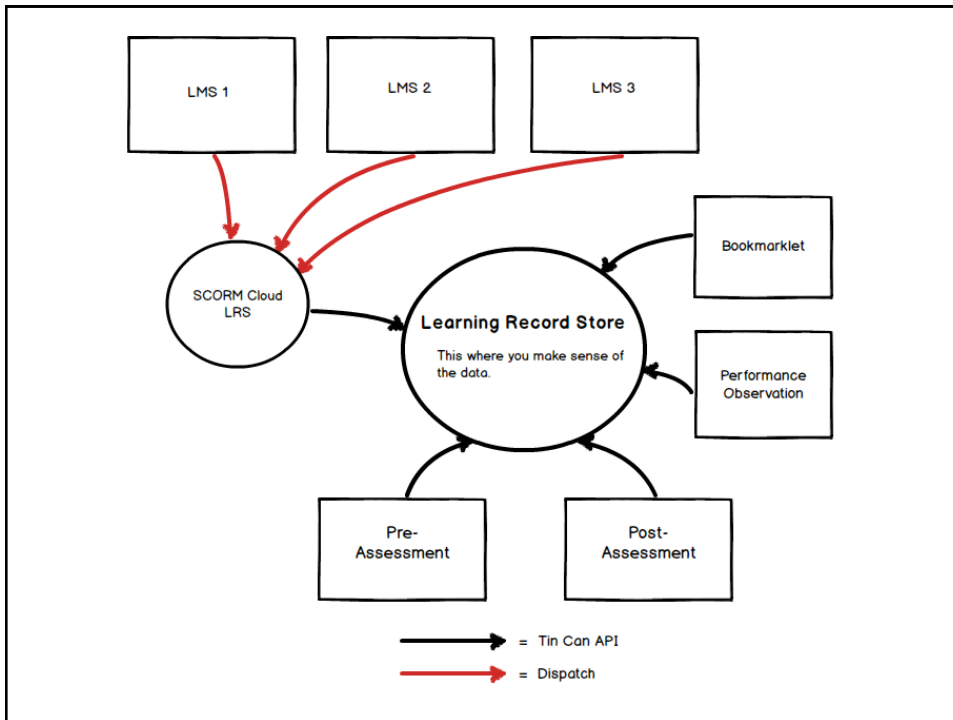 LMS 1
LMS 2
LMS 3
Bookmarklet
SCORM Cloud
LRS
Learning Record Store
This where you make sense of
the data.
Performance
Observation
Pre-
Assessment
Post-
Assessment
= Tin Can API
= Dispatch